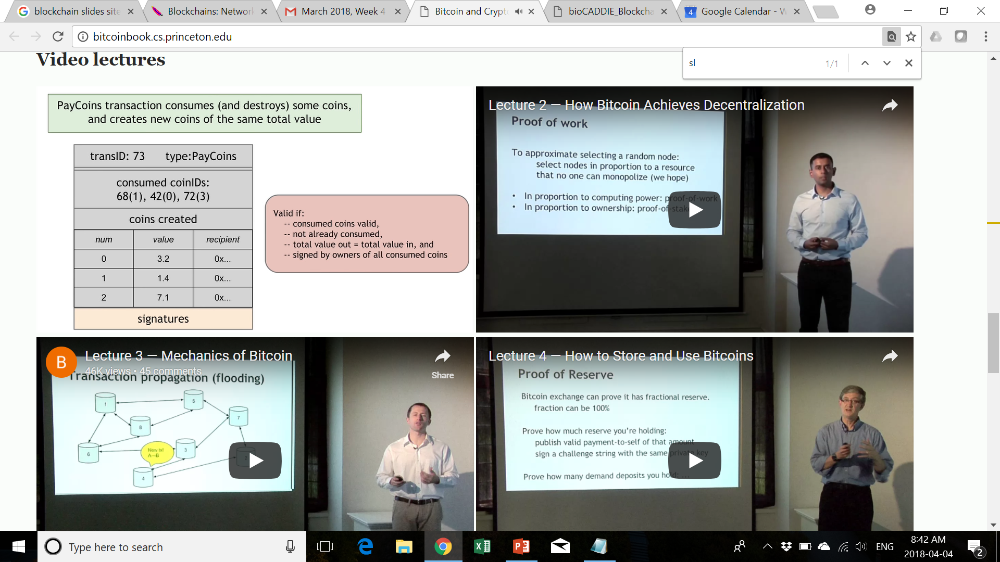 blockchain slides site
Blockchains: Network
March 2018, Week 4
Bitcoin and Crypto
bioCADDIE_Blockcha
4
Google Calendar - W
bitcoinbook.cs.princeton.edu
sl
1/1
Video lectures
PayCoins transaction consumes (and destroys) some coins,
and creates new coins of the same total value
transID: 73 type:PayCoins
consumed coinIDs:
68(1), 42(0), 72(3)
coins created
num value recipient
0 3.2 0x...
1 1.4 0x...
2 7.1 0x...
signatures
Valid if:
-- consumed coins valid,
-- not already consumed,
-- total value out = total value in, and
-- signed by owners of all consumed coins
Lecture 2 — How Bitcoin Achieves Decentralization
Proof of work
To approximate selecting a random node:
select nodes in proportion to a resource
that no one can monopolize (we hope)
• In proportion to computing power: proof-of-work
• In proportion to ownership: proof-of-stake
B
Lecture 3 — Mechanics of Bitcoin
46K views • 45 comments
Share
Transaction propagation (flooding)
1
5
7
8
New tx!
A→B
3
6
2
4
Lecture 4 — How to Store and Use Bitcoins
Proof of Reserve
Bitcoin exchange can prove it has fractional reserve.
fraction can be 100%
Prove how much reserve you're holding:
publish valid payment-to-self of that amount
sign a challenge string with the same private key
Prove how many demand deposits you hold: ...
Type here to search
ENG
8:42 AM
2018-04-04
2